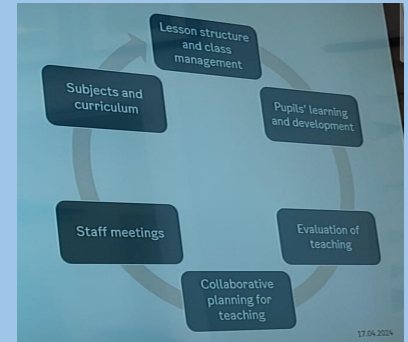 Lesson structure
and class
management
Pupils' learning
and development
Evaluation of
teaching
Collaborative
planning for
teaching
Staff meetings
Subjects and
curriculum
17.04.2024